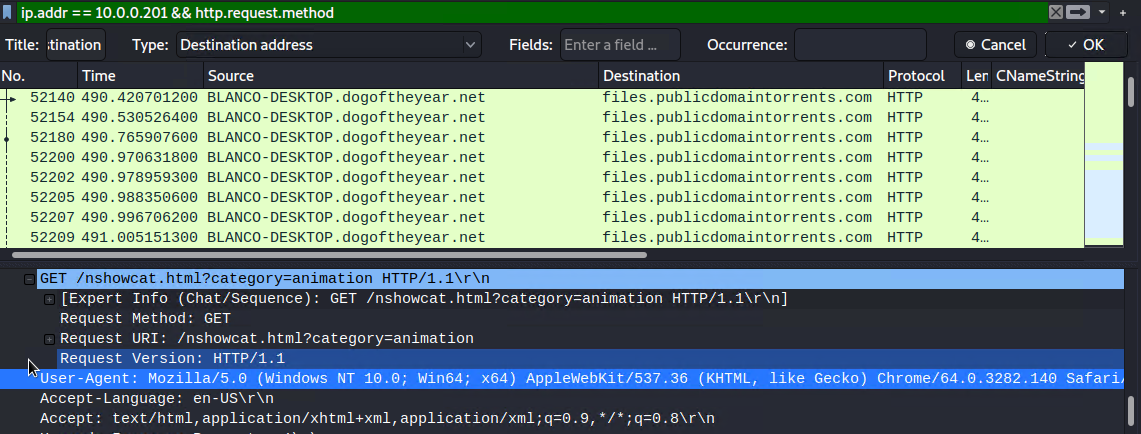 ip.addr == 10.0.0.201 && http.request.method
Title: tination Type: Destination address Fields: Enter a field ... Occurrence: Cancel OK
No. Time Source Destination Protocol Len CNameString
52140 490.420701200 BLANCO-DESKTOP.dogoftheyear.net files.publicdomaintorrents.com HTTP 4…
52154 490.530526400 BLANCO-DESKTOP.dogoftheyear.net files.publicdomaintorrents.com HTTP 4…
52180 490.765907600 BLANCO-DESKTOP.dogoftheyear.net files.publicdomaintorrents.com HTTP 4…
52200 490.970631800 BLANCO-DESKTOP.dogoftheyear.net files.publicdomaintorrents.com HTTP 4…
52202 490.978959300 BLANCO-DESKTOP.dogoftheyear.net files.publicdomaintorrents.com HTTP 4…
52205 490.988350600 BLANCO-DESKTOP.dogoftheyear.net files.publicdomaintorrents.com HTTP 4…
52207 490.996706200 BLANCO-DESKTOP.dogoftheyear.net files.publicdomaintorrents.com HTTP 4…
52209 491.005151300 BLANCO-DESKTOP.dogoftheyear.net files.publicdomaintorrents.com HTTP 4…
GET /nshowcat.html?category=animation HTTP/1.1\r\n
[Expert Info (Chat/Sequence): GET /nshowcat.html?category=animation HTTP/1.1\r\n]
Request Method: GET
Request URI: /nshowcat.html?category=animation
Request Version: HTTP/1.1
User-Agent: Mozilla/5.0 (Windows NT 10.0; Win64; x64) AppleWebKit/537.36 (KHTML, like Gecko) Chrome/64.0.3282.140 Safari/
Accept-Language: en-US\r\n
Accept: text/html,application/xhtml+xml,application/xml;q=0.9,*/*;q=0.8\r\n